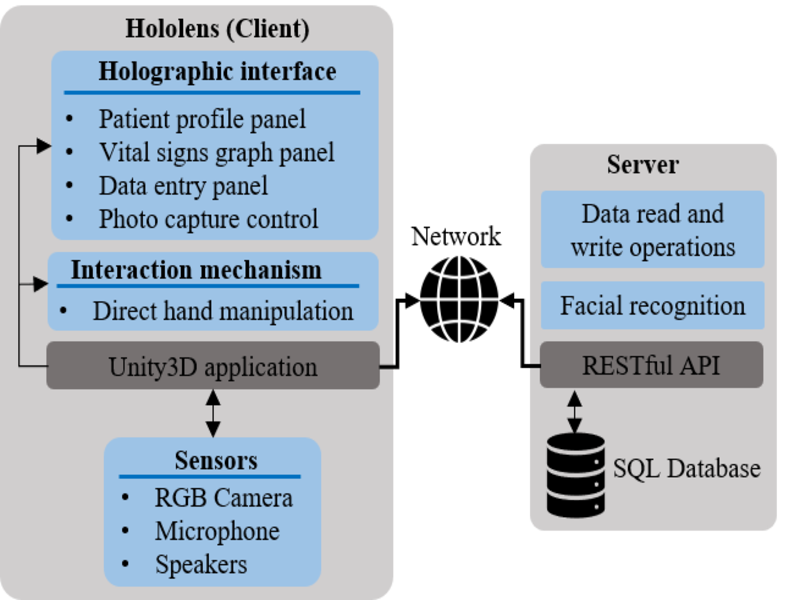 Hololens (Client)
Holographic interface
• Patient profile panel
• Vital signs graph panel
• Data entry panel
• Photo capture control
Interaction mechanism
• Direct hand manipulation
Unity3D application
Sensors
• RGB Camera
• Microphone
• Speakers
Network
Server
Data read and
write operations
Facial recognition
RESTful API
SQL Database